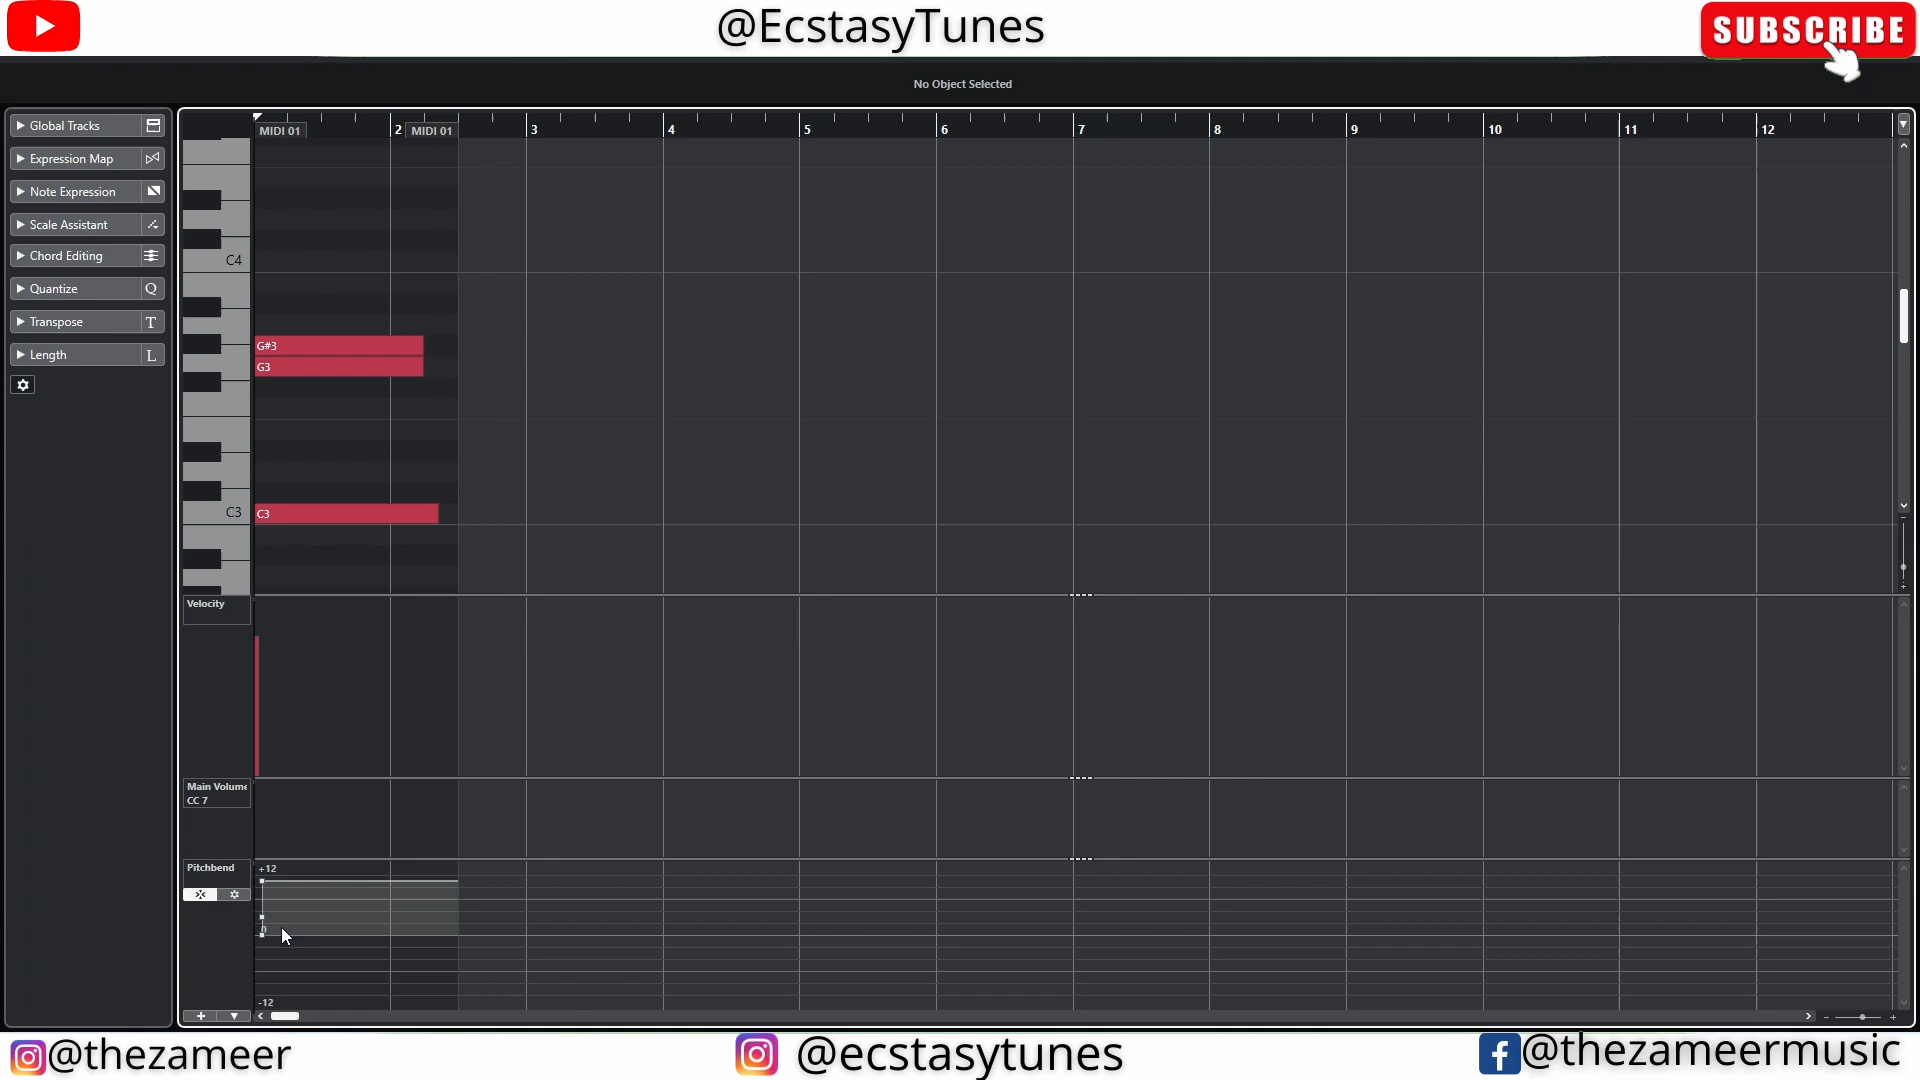 @EcstasyTunes
SUBSCRIBE
No Object Selected
Global Tracks
Expression Map
Note Expression
Scale Assistant
Chord Editing
Quantize Q
Transpose T
Length L
MIDI 01 2 MIDI 01 3 4 5 6 7 8 9 10 11 12
C4
G#3
G3
C3 C3
Velocity
Main Volume
CC 7
Pitchbend +12
0
-12
@thezameer
@ecstasytunes
@thezameermusic